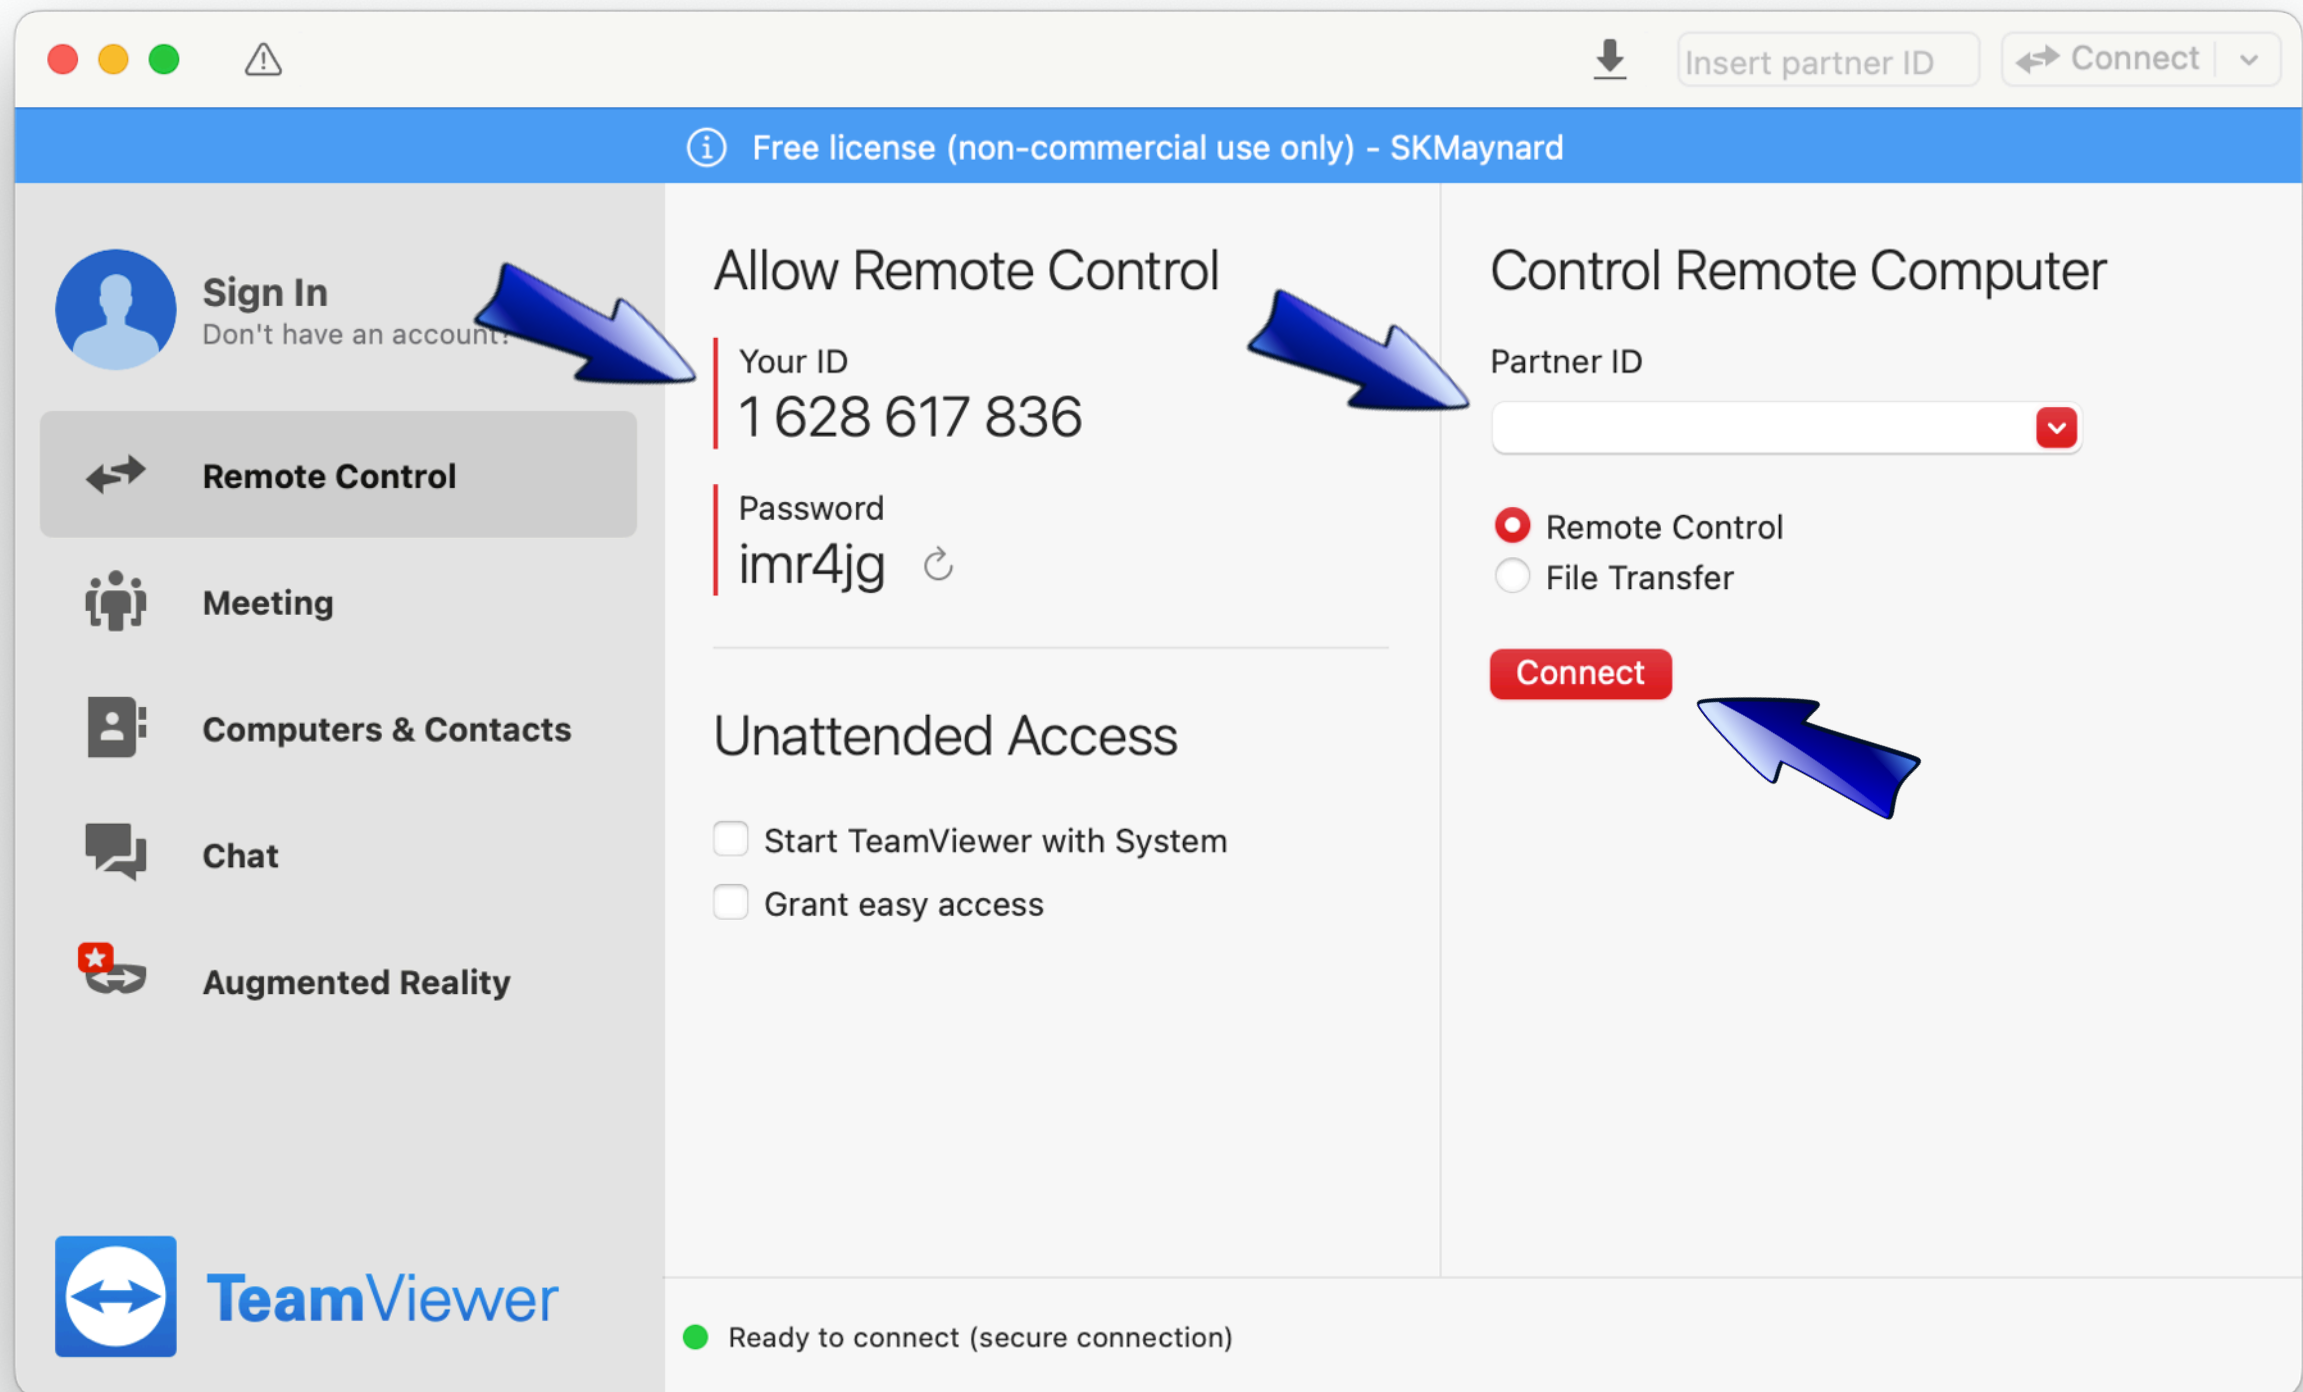 Insert partner ID
Connect
Free license (non-commercial use only) - SKMaynard
Sign In
Don't have an account?
Remote Control
Meeting
Computers & Contacts
Chat
Augmented Reality
TeamViewer
Allow Remote Control
Your ID
1 628 617 836
Password
imr4jg
Unattended Access
Start TeamViewer with System
Grant easy access
Control Remote Computer
Partner ID
Remote Control
File Transfer
Connect
Ready to connect (secure connection)